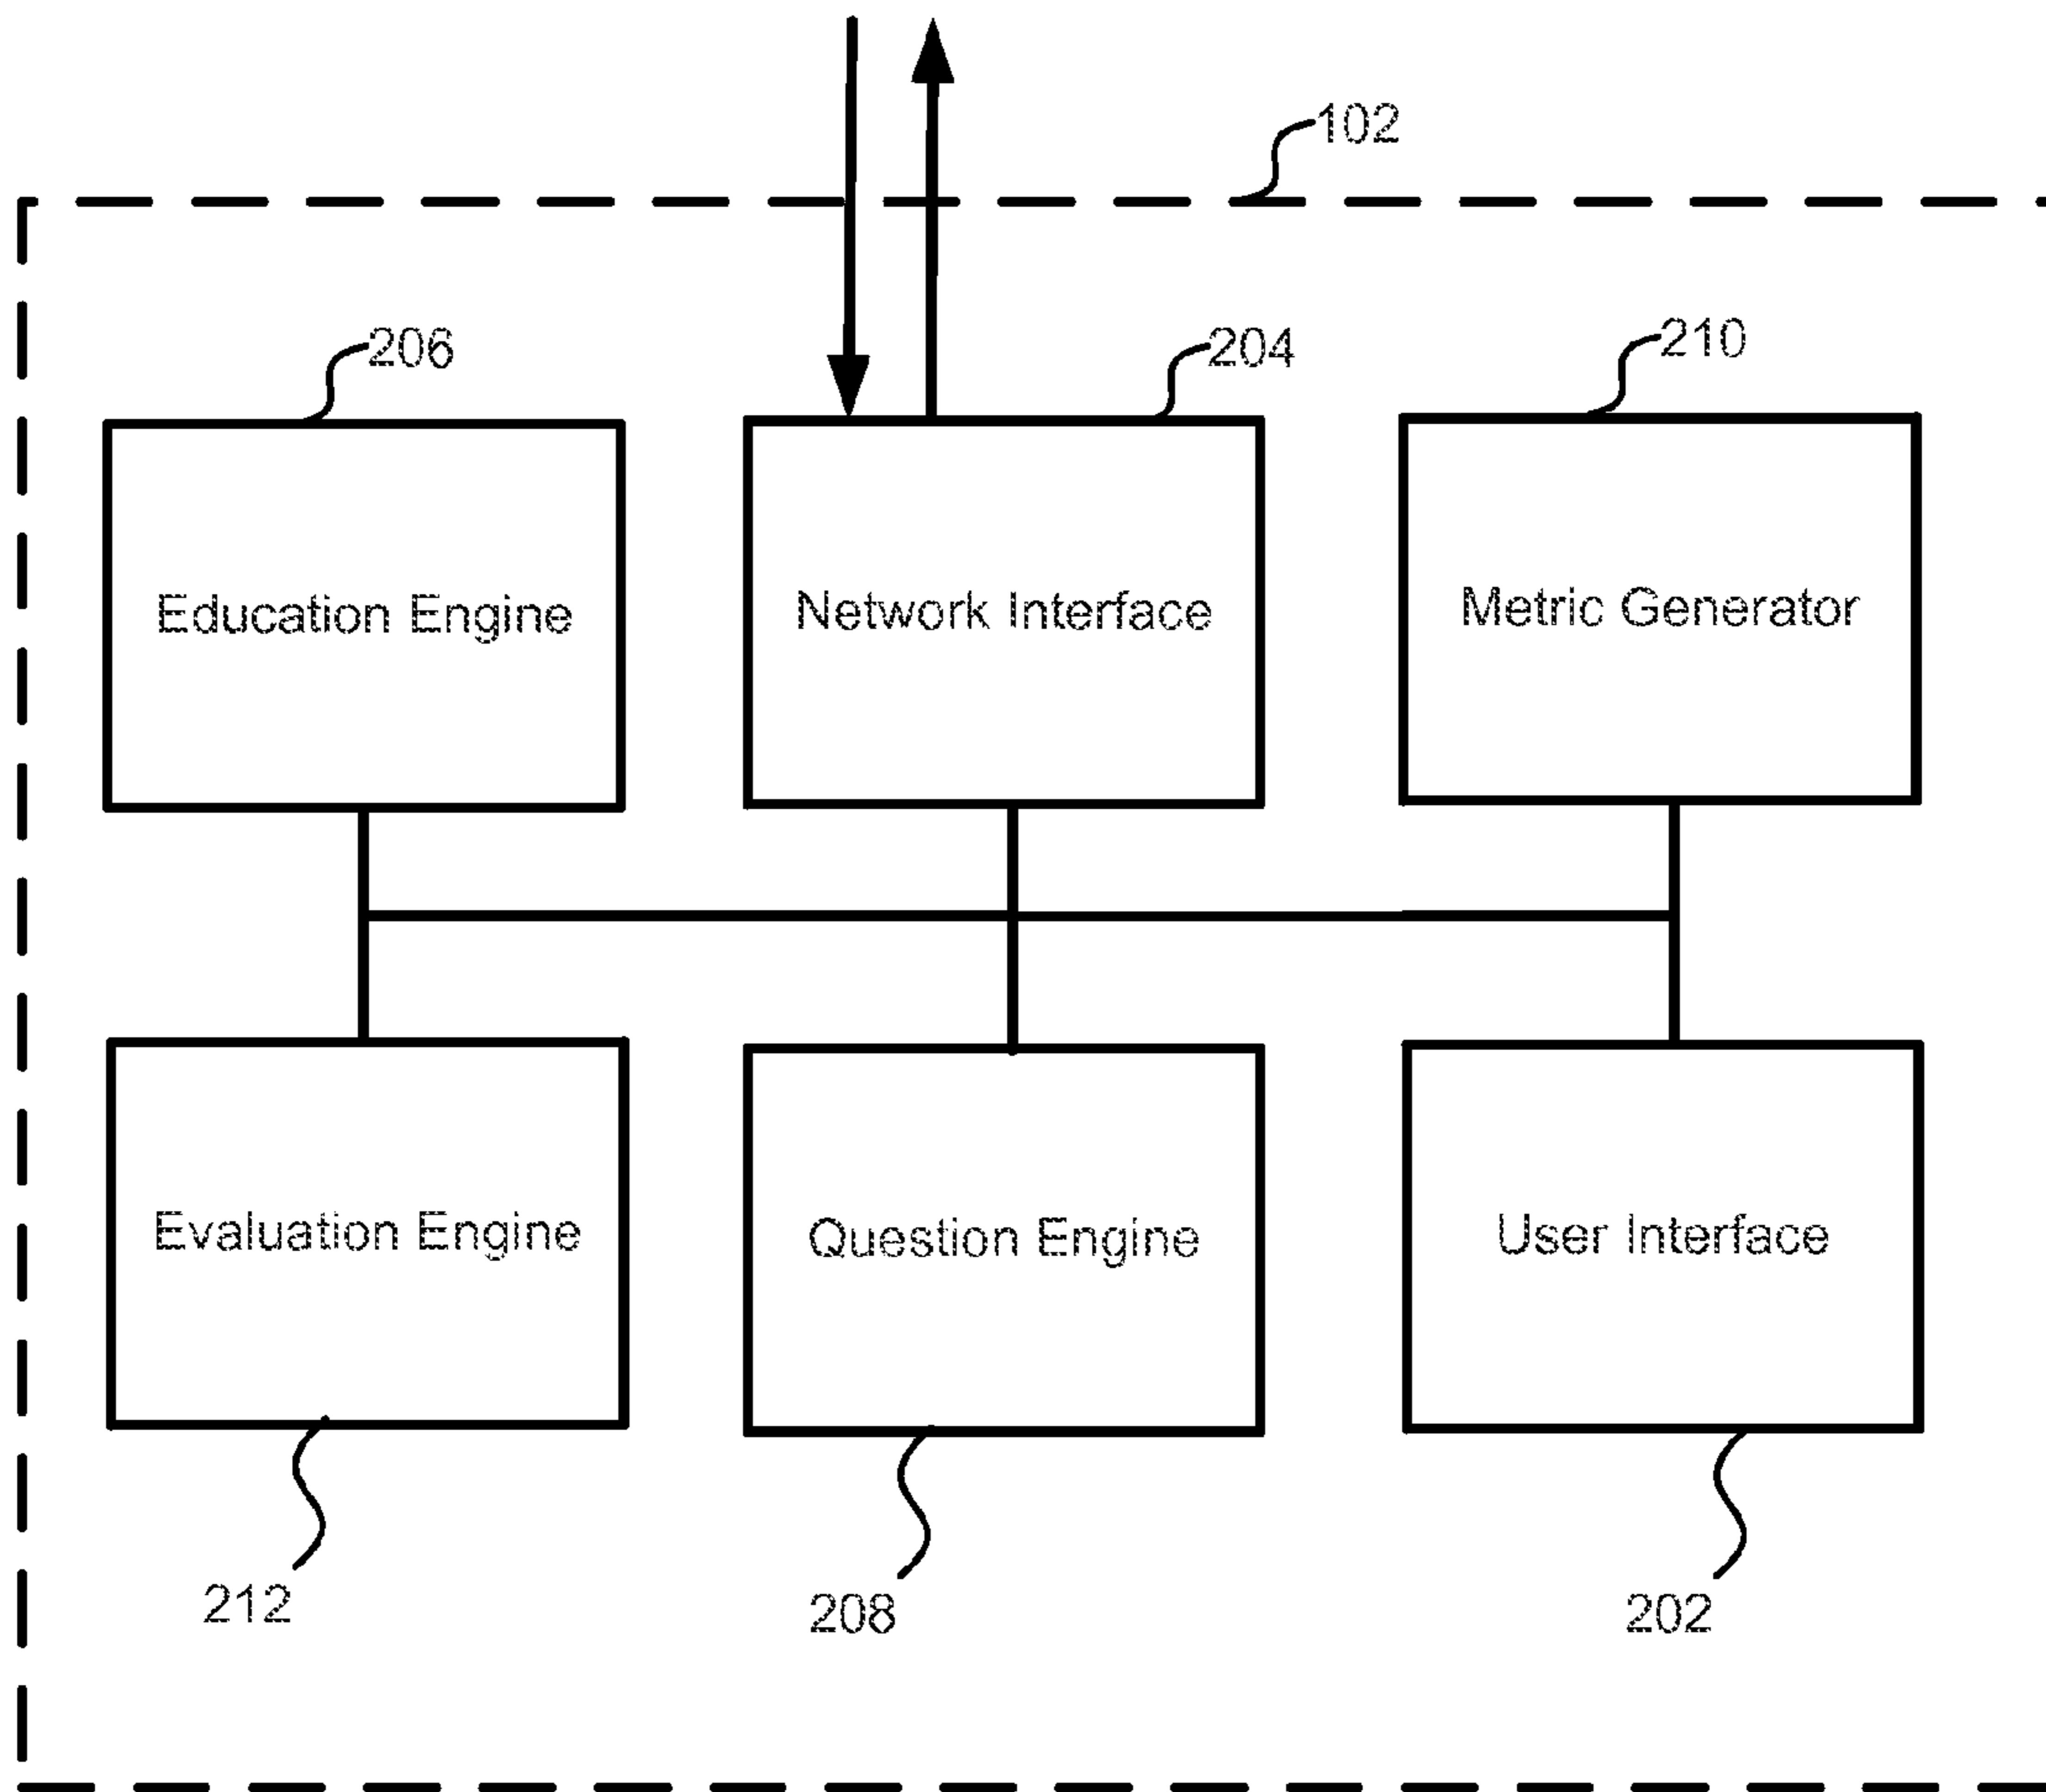 102
206
204
210
Education Engine
Network Interface
Metric Generator
Evaluation Engine
Question Engine
User Interface
212
208
202